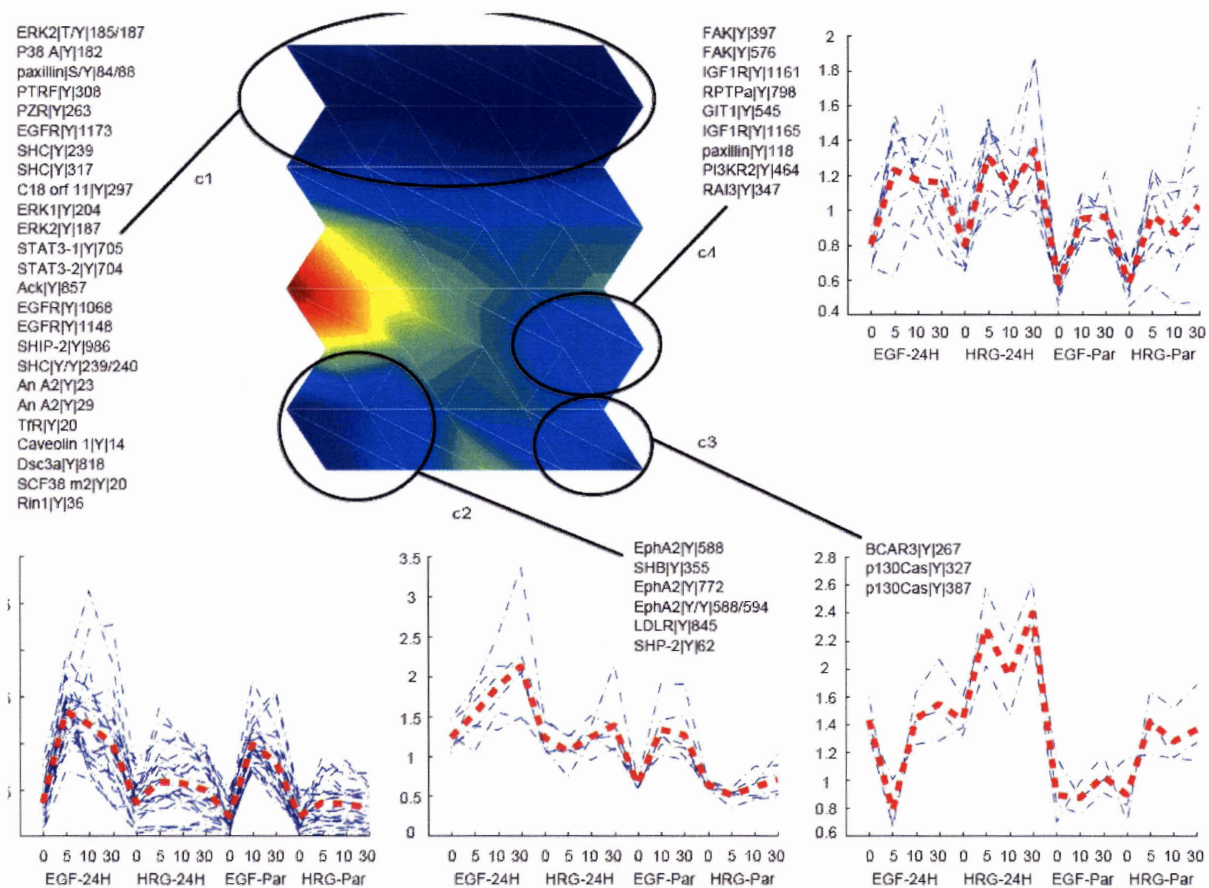 ERK2|T/Y|185/187
P38 A|Y|182
paxillin|S/Y|84/88
PTRF|Y|308
PZR|Y|263
EGFR|Y|1173
SHC|Y|239
SHC|Y|317
C18 orf 11|Y|297
ERK1|Y|204
ERK2|Y|187
STAT3-1|Y|705
STAT3-2|Y|704
Ack|Y|857
EGFR|Y|1068
EGFR|Y|1148
SHIP-2|Y|986
SHC|Y/Y|239/240
An A2|Y|23
An A2|Y|29
TfR|Y|20
Caveolin 1|Y|14
Dsc3a|Y|818
SCF38 m2|Y|20
Rin1|Y|36
c1
FAK|Y|397
FAK|Y|576
IGF1R|Y|1161
RPTPa|Y|798
GIT1|Y|545
IGF1R|Y|1165
paxillin|Y|118
PI3KR2|Y|464
RAI3|Y|347
c4
2
1.8
1.6
1.4
1.2
1
0.8
0.6
0.4
0 5 10 30 0 5 10 30 0 10 30 0 5 10 30
EGF-24H HRG-24H EGF-Par HRG-Par
c3
c2
5
5
5
0 5 10 30 0 5 10 30 0 10 30 0 5 10 30
EGF-24H HRG-24H EGF-Par HRG-Par
EphA2|Y|588
SHB|Y|355
EphA2|Y|772
EphA2|Y/Y|588/594
LDLR|Y|845
SHP-2|Y|62
3.5
3
2.5
2
1.5
1
0.5
0
0 5 10 30 0 5 10 30 0 10 30 0 5 10 30
EGF-24H HRG-24H EGF-Par HRG-Par
BCAR3|Y|267
p130Cas|Y|327
p130Cas|Y|387
2.8
2.6
2.4
2.2
2
1.8
1.6
1.4
1.2
1
0.8
0.6
0 5 10 30 0 5 10 30 0 10 30 0 5 10 30
EGF-24H HRG-24H EGF-Par HRG-Par